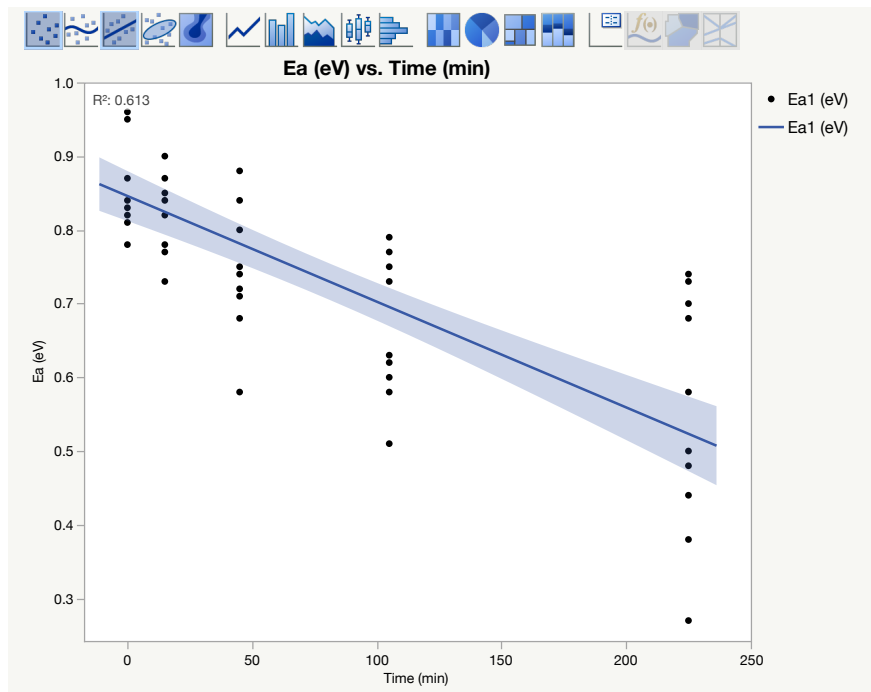 f(•)
Ea (eV) vs. Time (min)
R²: 0.613
Ea1 (eV)
Ea1 (eV)
1.0
0.9
0.8
0.7
0.6
0.5
0.4
0.3
Ea (eV)
0 50 100 150 200 250
Time (min)